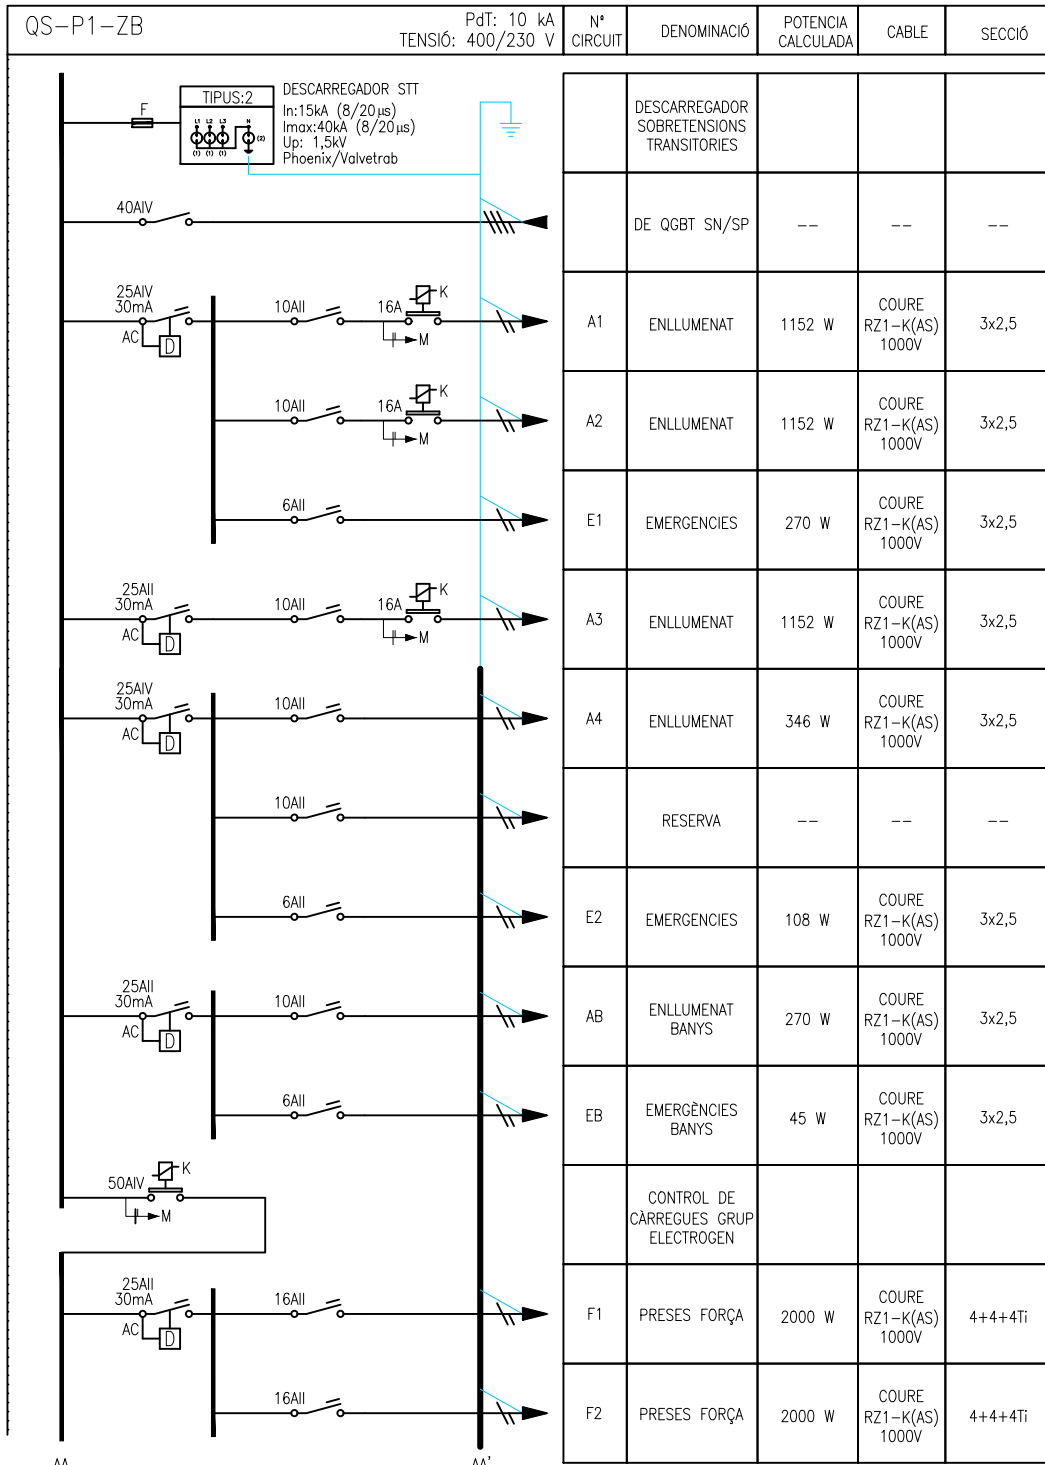 QS-P1-ZB
PdT: 10 kA
TENSIÓ: 400/230 V
Nº CIRCUIT
DENOMINACIÓ
POTENCIA CALCULADA
CABLE
SECCIÓ
F
TIPUS:2
L1 L2 L3 N
(1) (1) (1) (2)
DESCARREGADOR STT
In:15kA (8/20µs)
Imax:40kA (8/20µs)
Up: 1,5kV
Phoenix/Valvetrab
DESCARREGADOR
SOBRETENSIONS
TRANSITORIES
40AIV
DE QGBT SN/SP
-- -- --
25AIV
30mA
AC
D
10AII
16A
K
M
A1
ENLLUMENAT
1152 W
COURE
RZ1-K(AS)
1000V
3x2,5
10AII
16A
K
M
A2
ENLLUMENAT
1152 W
COURE
RZ1-K(AS)
1000V
3x2,5
6AII
E1
EMERGENCIES
270 W
COURE
RZ1-K(AS)
1000V
3x2,5
25AII
30mA
AC
D
10AII
16A
K
M
A3
ENLLUMENAT
1152 W
COURE
RZ1-K(AS)
1000V
3x2,5
25AIV
30mA
AC
D
10AII
A4
ENLLUMENAT
346 W
COURE
RZ1-K(AS)
1000V
3x2,5
10AII
RESERVA
-- -- --
6AII
E2
EMERGENCIES
108 W
COURE
RZ1-K(AS)
1000V
3x2,5
25AII
30mA
AC
D
10AII
AB
ENLLUMENAT
BANYS
270 W
COURE
RZ1-K(AS)
1000V
3x2,5
6AII
EB
EMERGÈNCIES
BANYS
45 W
COURE
RZ1-K(AS)
1000V
3x2,5
50AIV
K
M
CONTROL DE
CÀRREGUES GRUP
ELECTROGEN
25AII
30mA
AC
D
16AII
F1
PRESES FORÇA
2000 W
COURE
RZ1-K(AS)
1000V
4+4+4Ti
16AII
F2
PRESES FORÇA
2000 W
COURE
RZ1-K(AS)
1000V
4+4+4Ti
AA
AA'